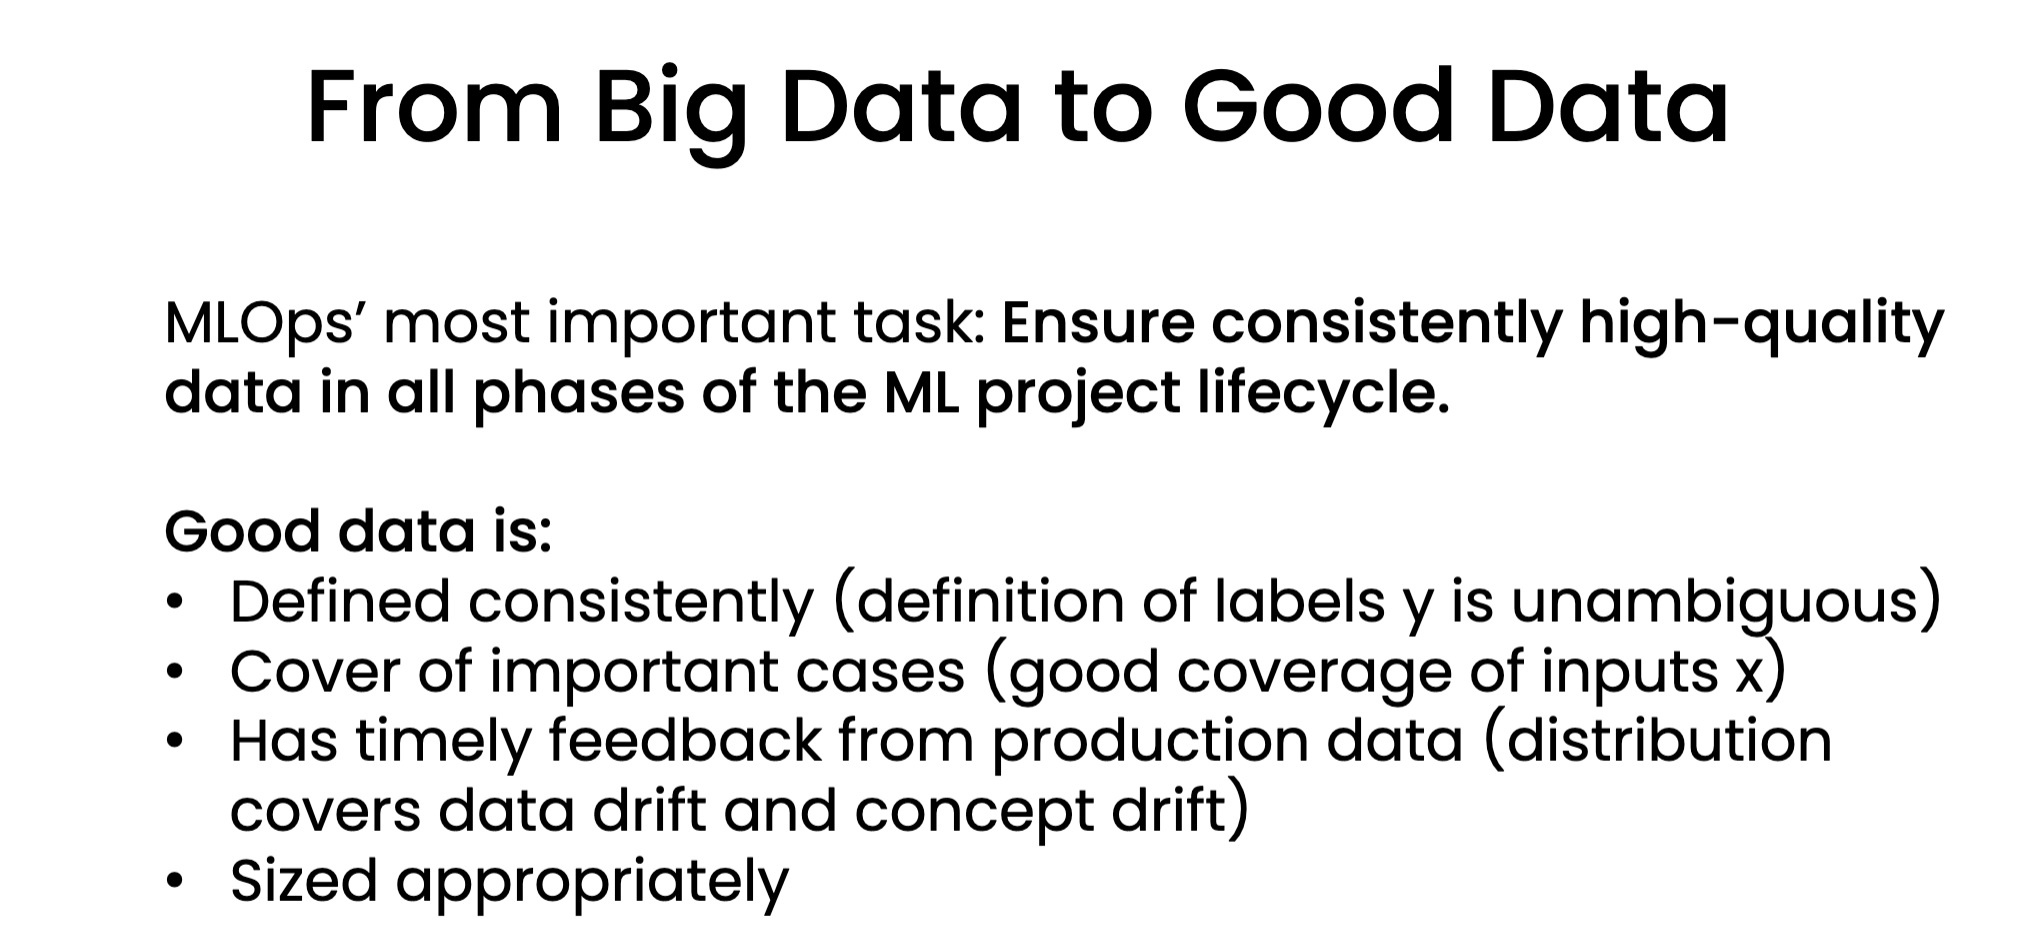 From Big Data to Good Data
MLOps’ most important task: Ensure consistently high-quality
data in all phases of the ML project lifecycle.
Good data is:
• Defined consistently (definition of labels y is unambiguous)
• Cover of important cases (good coverage of inputs x)
• Has timely feedback from production data (distribution
covers data drift and concept drift)
• Sized appropriately